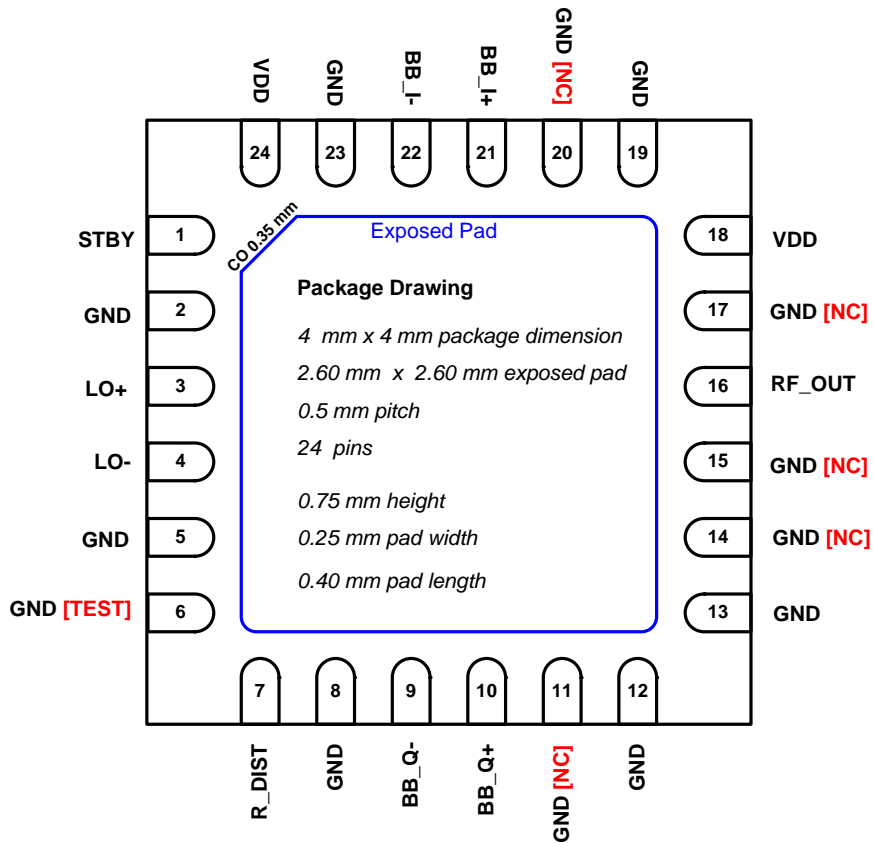 VDD
GND
BB_I-
BB_I+
GND [NC]
GND
24
23
22
21
20
19
CO 0.35 mm
Exposed Pad
STBY
1
18
VDD
Package Drawing
GND
2
17
GND [NC]
4 mm x 4 mm package dimension
2.60 mm x 2.60 mm exposed pad
LO+
3
16
RF_OUT
0.5 mm pitch
24 pins
LO-
4
15
GND [NC]
0.75 mm height
GND
5
0.25 mm pad width
14
GND [NC]
0.40 mm pad length
GND [TEST]
6
13
GND
7
8
9
10
11
12
R_DIST
GND
BB_Q-
BB_Q+
GND [NC]
GND